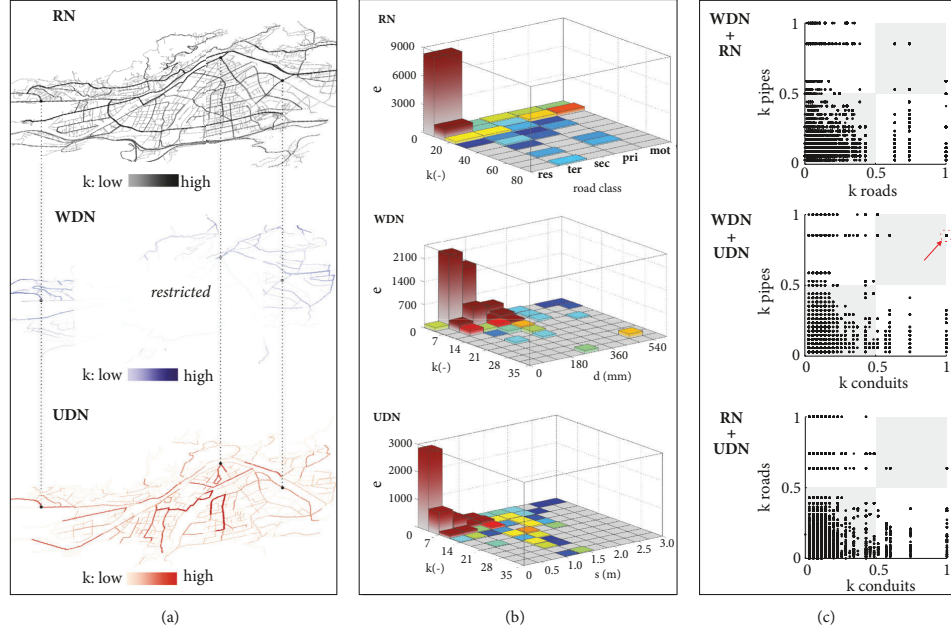 RN
k: low high
WDN
restricted
k: low high
UDN
k: low high
(a)
RN
9000
6000
3000
0
e
20
40
60
80
k(-)
res
ter
sec
pri
mot
road class
WDN
2100
1400
700
0
e
7
14
21
28
35
k(-)
0
180
360
540
d (mm)
UDN
3000
2000
1000
0
e
7
14
21
28
35
k(-)
0
0.5
1.0
1.5
2.0
2.5
3.0
s (m)
(b)
WDN
+
RN
k pipes
1
0.5
0
0
0.5
1
k roads
WDN
+
UDN
k pipes
1
0.5
0
0
0.5
1
k conduits
RN
+
UDN
k roads
1
0.5
0
0
0.5
1
k conduits
(c)